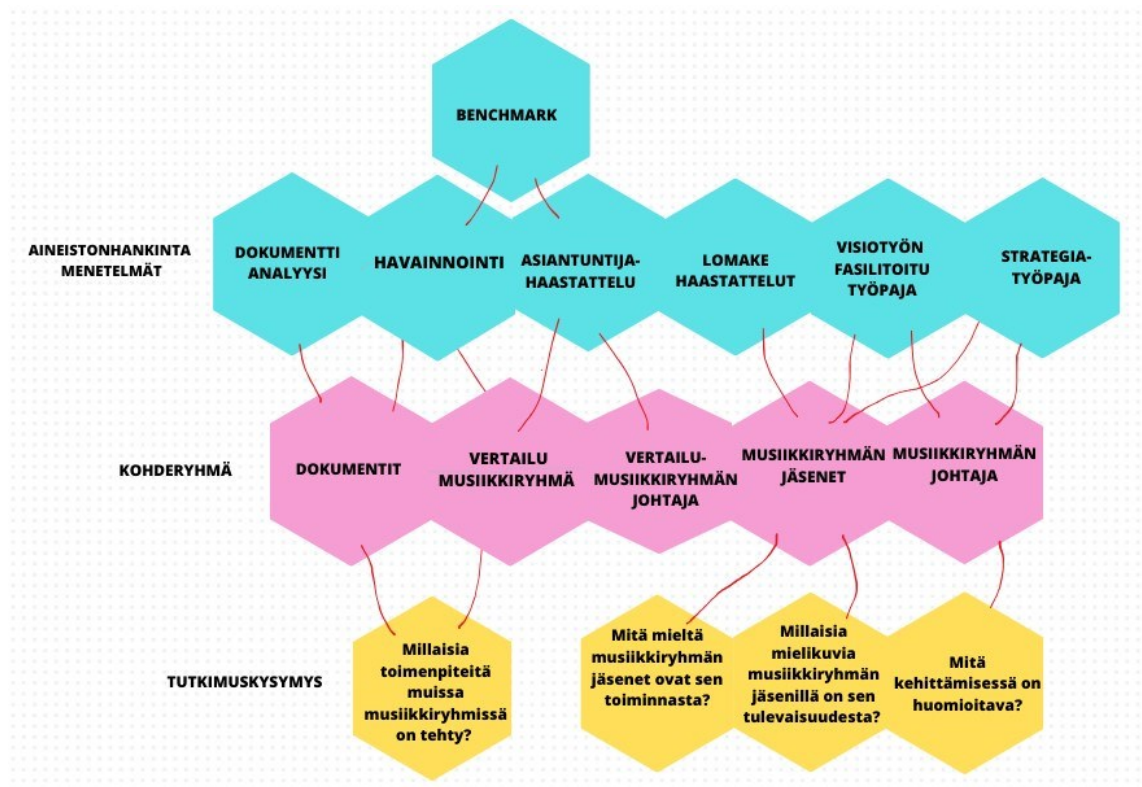 BENCHMARK
AINEISTONHANKINTA
MENETELMÄT
DOKUMENTTI
ANALYYSI
HAVAINNOINTI
ASIANTUNTIJA-
HAASTATTELU
LOMAKE
HAASTATTELUT
VISIOTYÖN
FASILITOITU
TYÖPAJA
STRATEGIA-
TYÖPAJA
KOHDERYHMÄ
DOKUMENTIT
VERTAILU
MUSIIKKIRYHMÄ
VERTAILU-
MUSIIKKIRYHMÄN
JOHTAJA
MUSIIKKIRYHMÄN
JÄSENET
MUSIIKKIRYHMÄN
JOHTAJA
TUTKIMUSKYSYMYS
Millaisia
toimenpiteitä
muissa
musiikkiryhmissä
on tehty?
Mitä mieltä
musiikkiryhmän
jäsenet ovat sen
toiminnasta?
Millaisia
mielikuvia
musiikkiryhmän
jäsenillä on sen
tulevaisuudesta?
Mitä
kehittämisessä on
huomioitava?